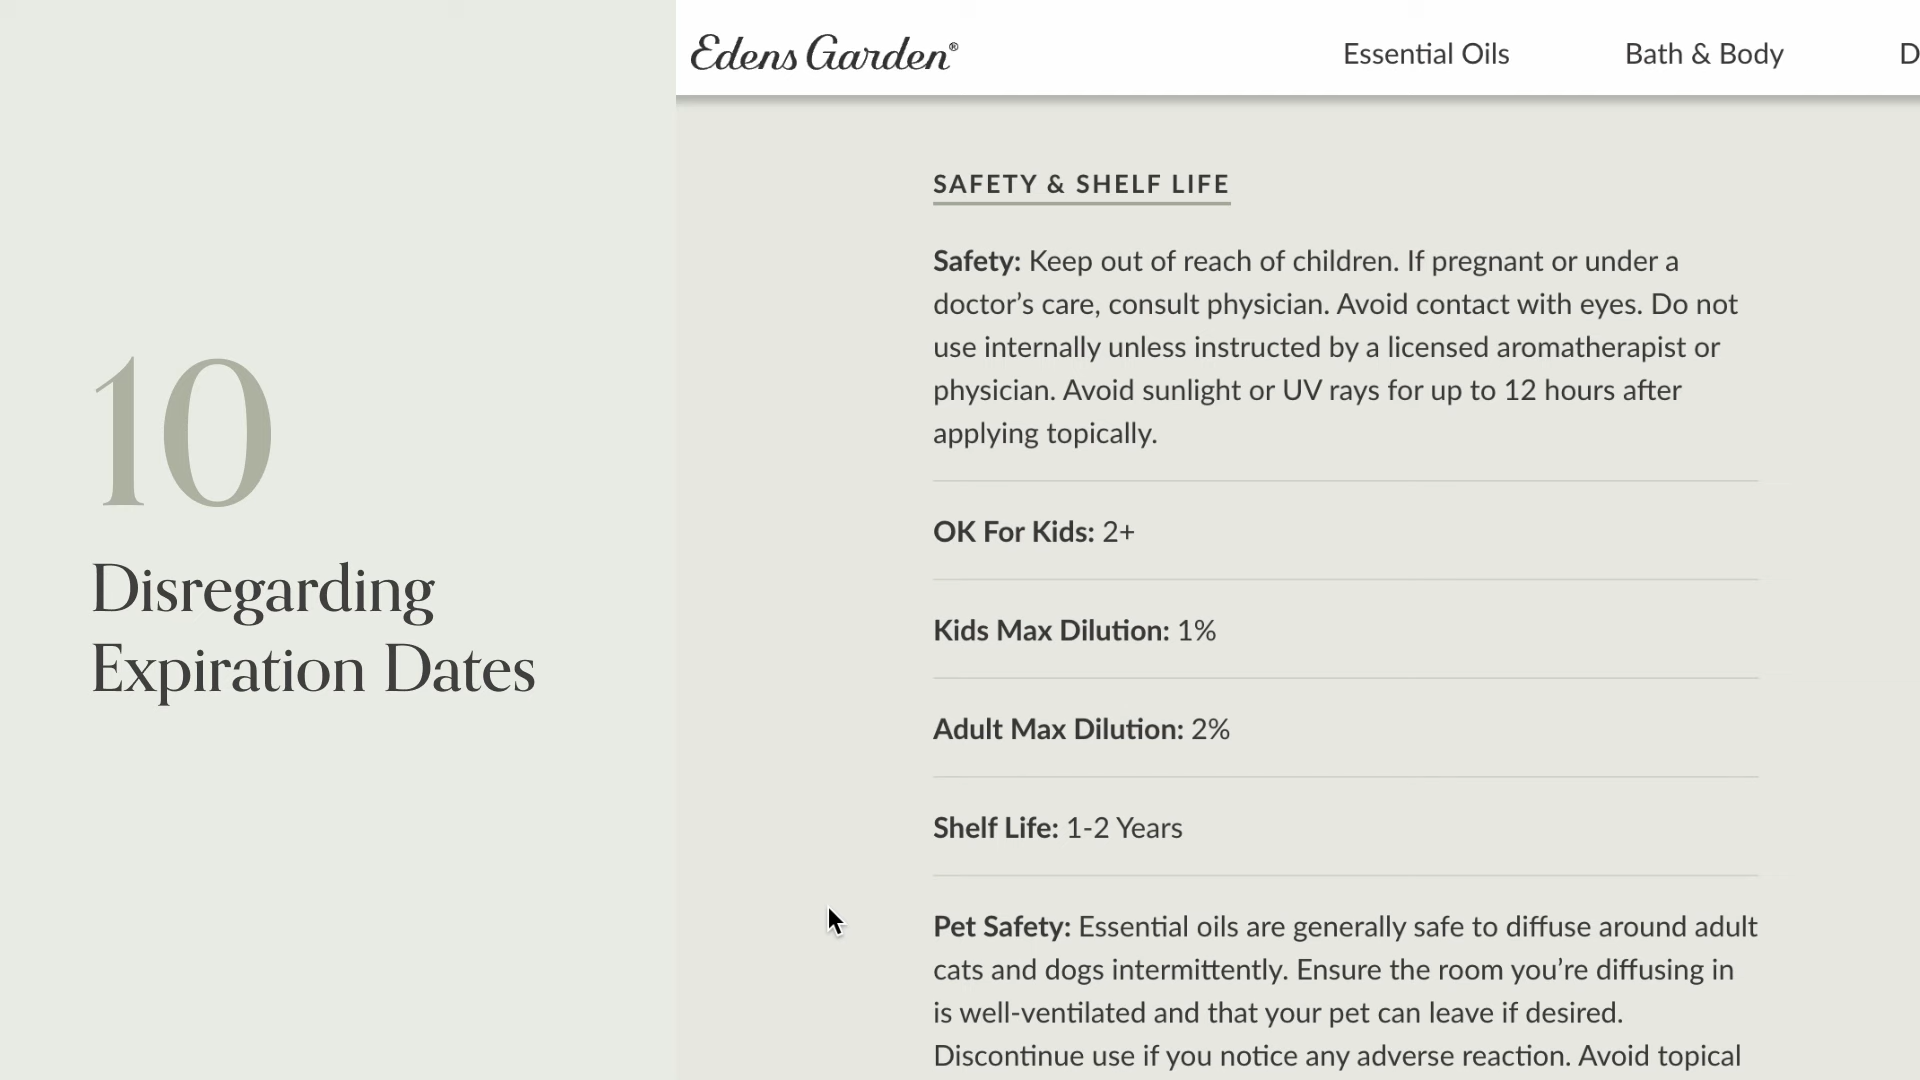 10
Disregarding
Expiration Dates
Edens Garden®
Essential Oils
Bath & Body
D
SAFETY & SHELF LIFE
Safety: Keep out of reach of children. If pregnant or under a
doctor’s care, consult physician. Avoid contact with eyes. Do not
use internally unless instructed by a licensed aromatherapist or
physician. Avoid sunlight or UV rays for up to 12 hours after
applying topically.
OK For Kids: 2+
Kids Max Dilution: 1%
Adult Max Dilution: 2%
Shelf Life: 1-2 Years
Pet Safety: Essential oils are generally safe to diffuse around adult
cats and dogs intermittently. Ensure the room you’re diffusing in
is well-ventilated and that your pet can leave if desired.
Discontinue use if you notice any adverse reaction. Avoid topical